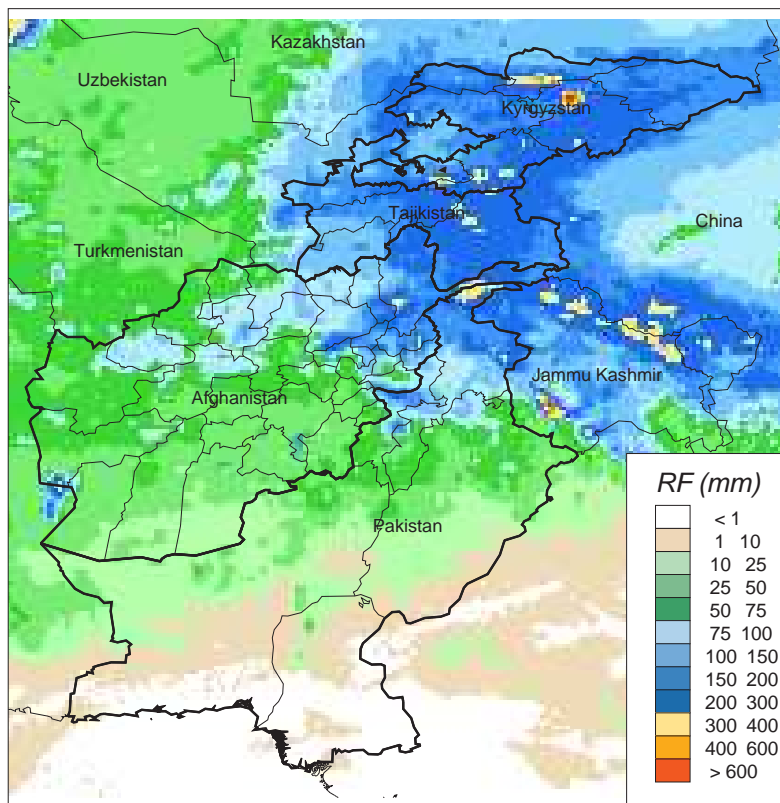 Kazakhstan
Uzbekistan
Kyrgyzstan
Tajikistan
China
Turkmenistan
Jammu Kashmir
Afghanistan
Pakistan
RF (mm)
< 1
1 10
10 25
25 50
50 75
75 100
100 150
150 200
200 300
300 400
400 600
> 600